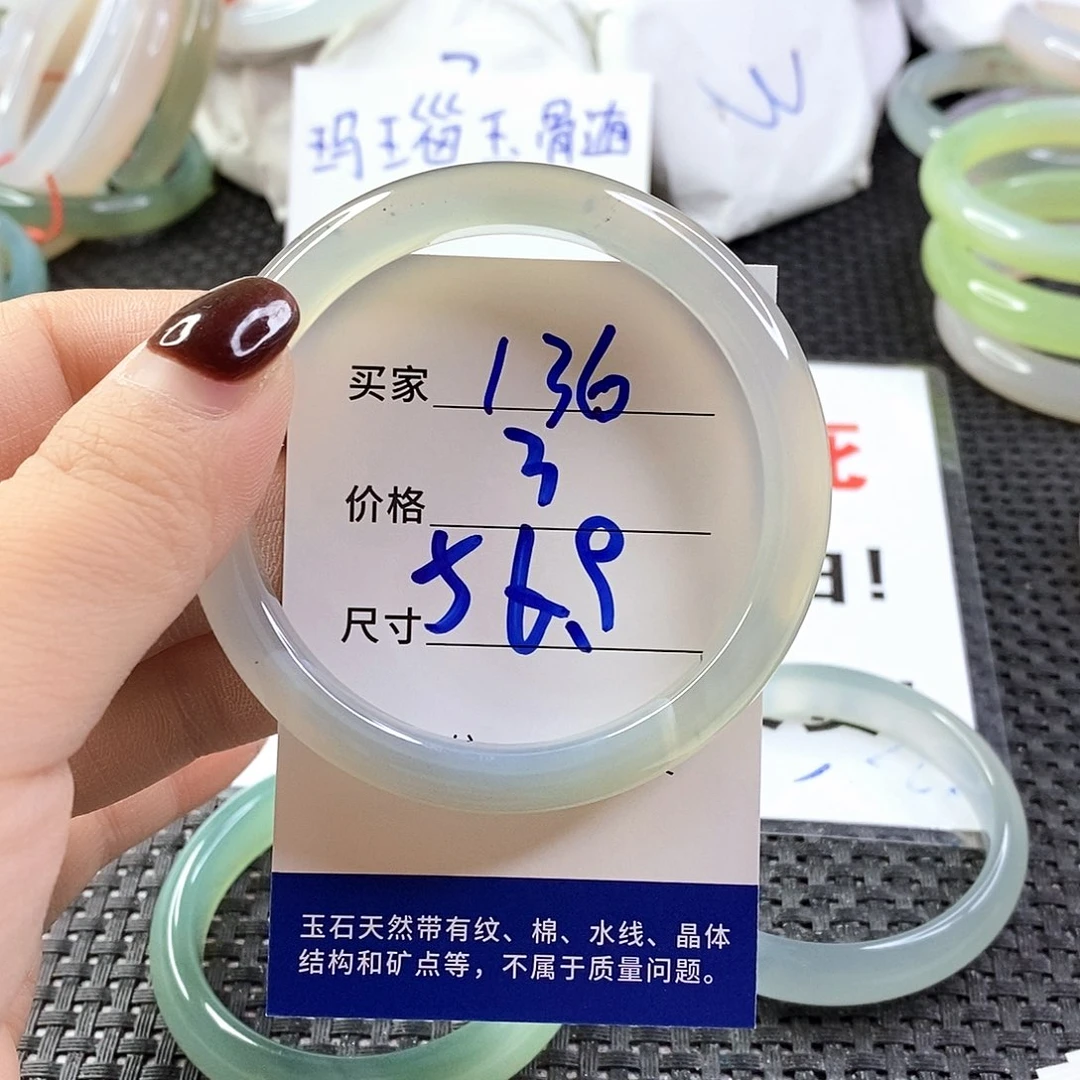 玛瑙玉骨髓
买家 136
3
价格
尺寸 56.9
玉石天然带有纹、棉、水线、晶体
结构和矿点等，不属于质量问题。